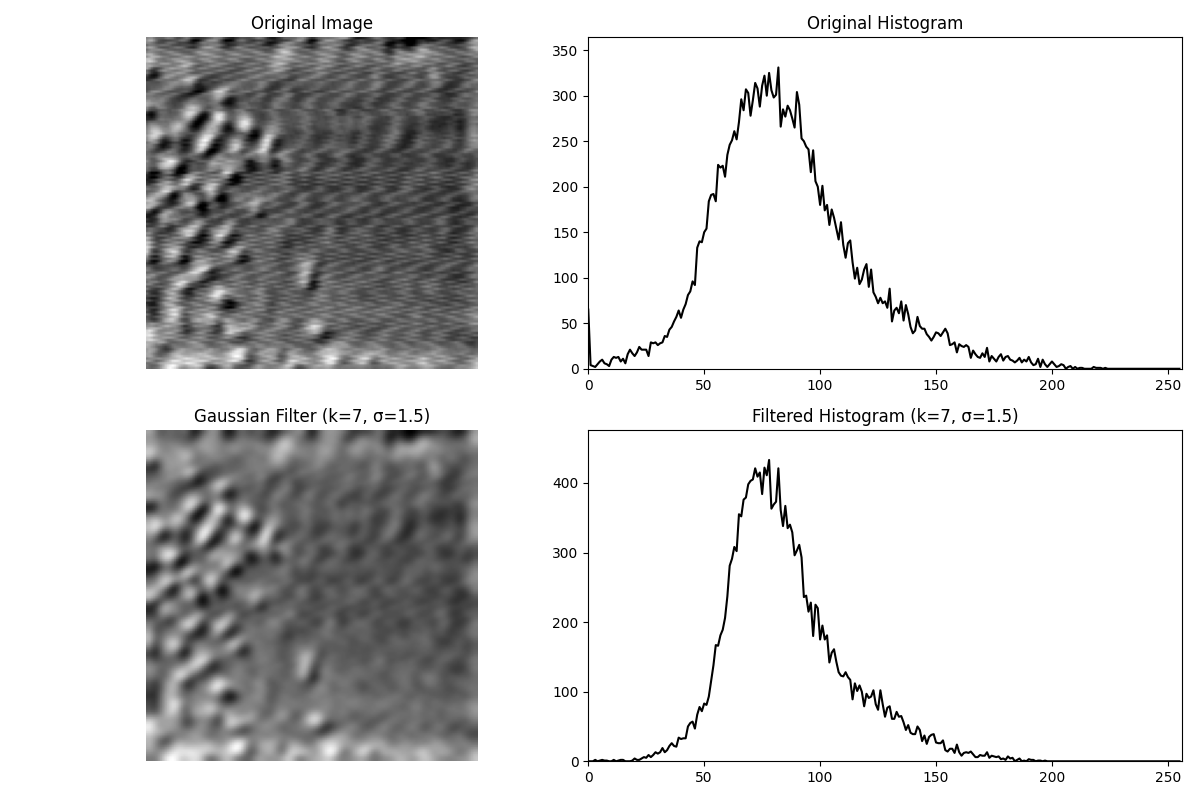 Original Image
Original Histogram
350
300
250
200
150
100
50
0
0 50 100 150 200 250
Gaussian Filter (k=7, σ=1.5)
Filtered Histogram (k=7, σ=1.5)
400
300
200
100
0
0 50 100 150 200 250